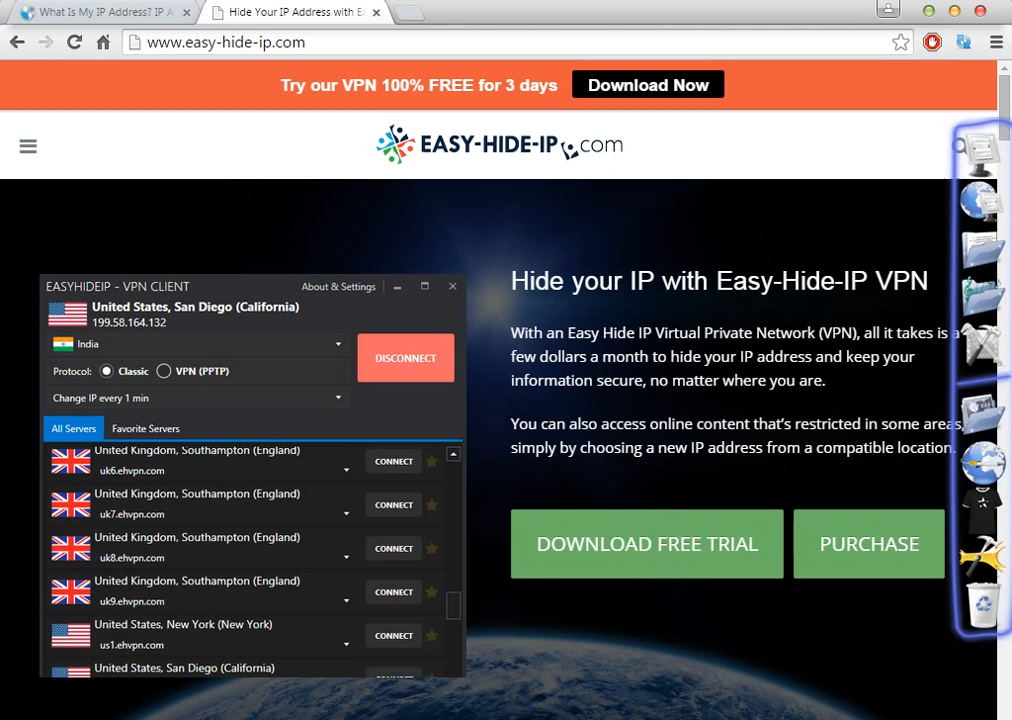 What Is My IP Address? IP A
Hide Your IP Address with Ea
www.easy-hide-ip.com
Try our VPN 100% FREE for 3 days
Download Now
EASY-HIDE-IP.com
EASYHIDEIP - VPN CLIENT
About & Settings
United States, San Diego (California)
199.58.164.132
India
DISCONNECT
Protocol: Classic VPN (PPTP)
Change IP every 1 min
All Servers
Favorite Servers
United Kingdom, Southampton (England)
uk6.ehvpn.com
CONNECT
United Kingdom, Southampton (England)
uk7.ehvpn.com
CONNECT
United Kingdom, Southampton (England)
uk8.ehvpn.com
CONNECT
United Kingdom, Southampton (England)
uk9.ehvpn.com
CONNECT
United States, New York (New York)
us1.ehvpn.com
CONNECT
United States, San Diego (California)
Hide your IP with Easy-Hide-IP VPN
With an Easy Hide IP Virtual Private Network (VPN), all it takes is a
few dollars a month to hide your IP address and keep your
information secure, no matter where you are.
You can also access online content that's restricted in some areas,
simply by choosing a new IP address from a compatible location.
DOWNLOAD FREE TRIAL
PURCHASE